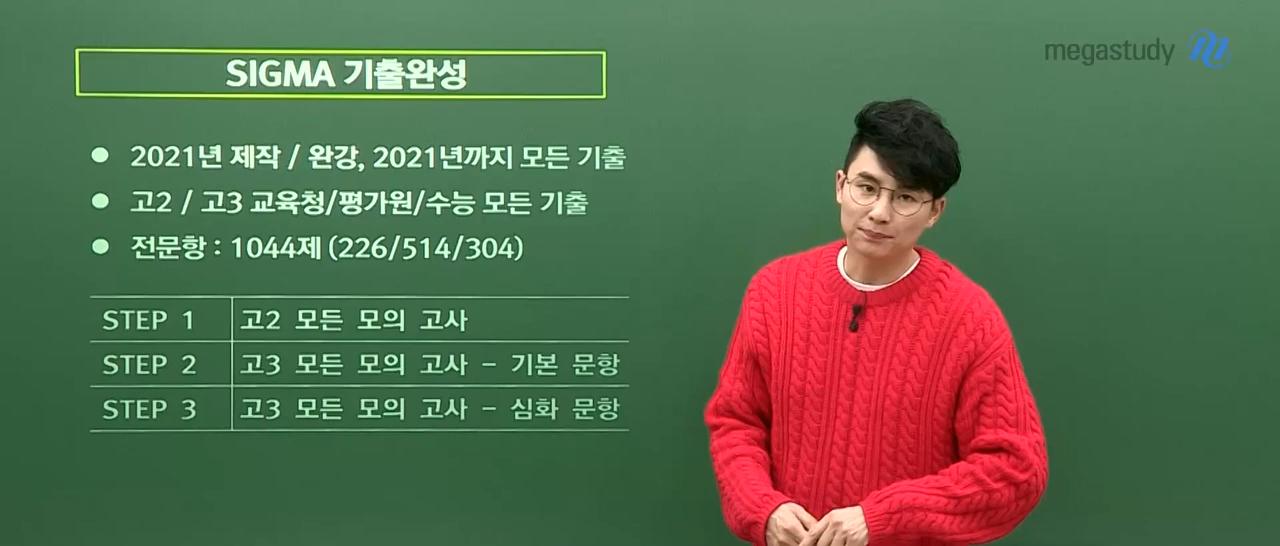 megastudy
SIGMA 기출완성
● 2021년 제작 / 완강, 2021년까지 모든 기출
● 고2 / 고3 교육청/평가원/수능 모든 기출
● 전문항 : 1044제 (226/514/304)
STEP 1 고2 모든 모의 고사
STEP 2 고3 모든 모의 고사 - 기본 문항
STEP 3 고3 모든 모의 고사 - 심화 문항